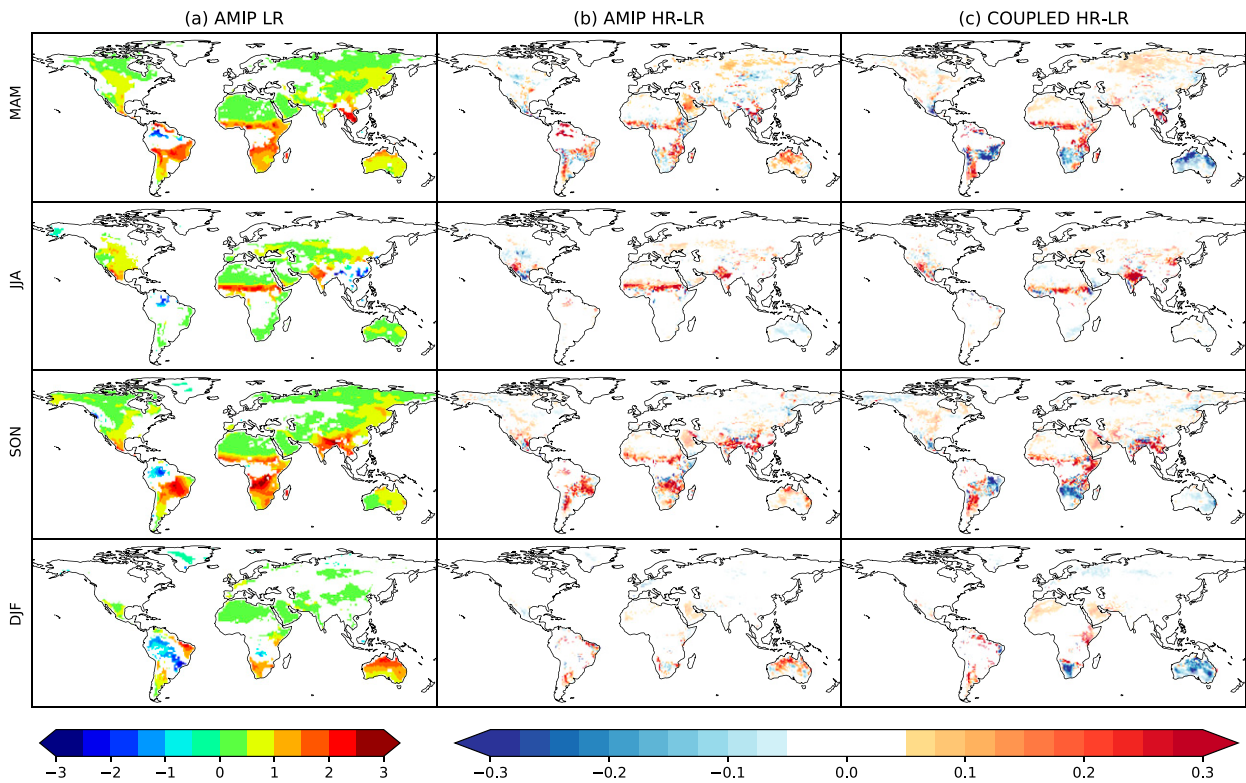 (a) AMIP LR (b) AMIP HR-LR (c) COUPLED HR-LR
MAM
JJA
SON
DJF
−3 −2 −1 0 1 2 3
−0.3 −0.2 −0.1 0.0 0.1 0.2 0.3